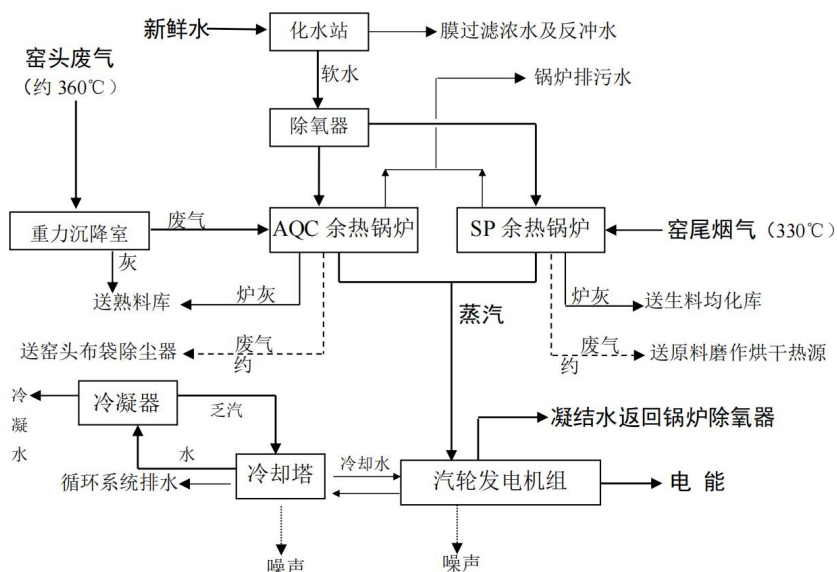 新鲜水
化水站
膜过滤浓水及反冲水
窑头废气
（约 360℃）
软水
锅炉排污水
除氧器
重力沉降室
废气
AQC 余热锅炉
SP 余热锅炉
窑尾烟气（330℃）
灰
送熟料库
炉灰
蒸汽
炉灰
送生料均化库
送窑头布袋除尘器
废气
约
废气
约
送原料磨作烘干热源
冷
凝
水
冷凝器
乏汽
凝结水返回锅炉除氧器
水
循环系统排水
冷却塔
冷却水
汽轮发电机组
电 能
噪声
噪声